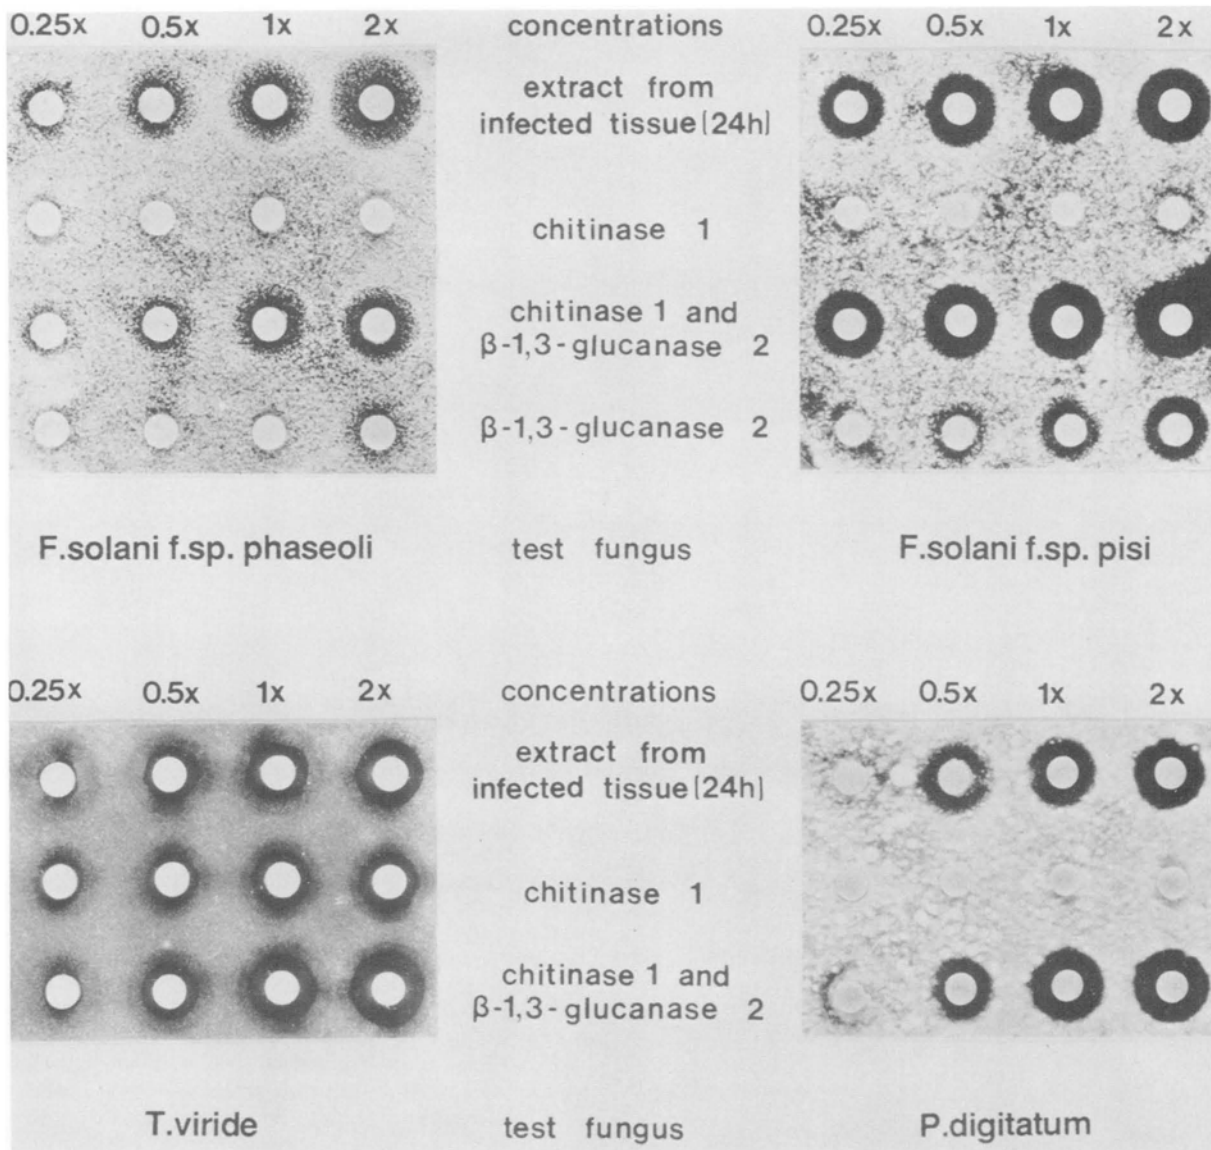 0.25x 0.5x 1x 2x concentrations 0.25x 0.5x 1x 2x
extract from
infected tissue(24h)
chitinase 1
chitinase 1 and
β-1,3-glucanase 2
β-1,3-glucanase 2
F.solani f.sp. phaseoli test fungus F.solani f.sp. pisi
0.25x 0.5x 1x 2x concentrations 0.25x 0.5x 1x 2x
extract from
infected tissue(24h)
chitinase 1
chitinase 1 and
β-1,3-glucanase 2
T.viride test fungus P.digitatum